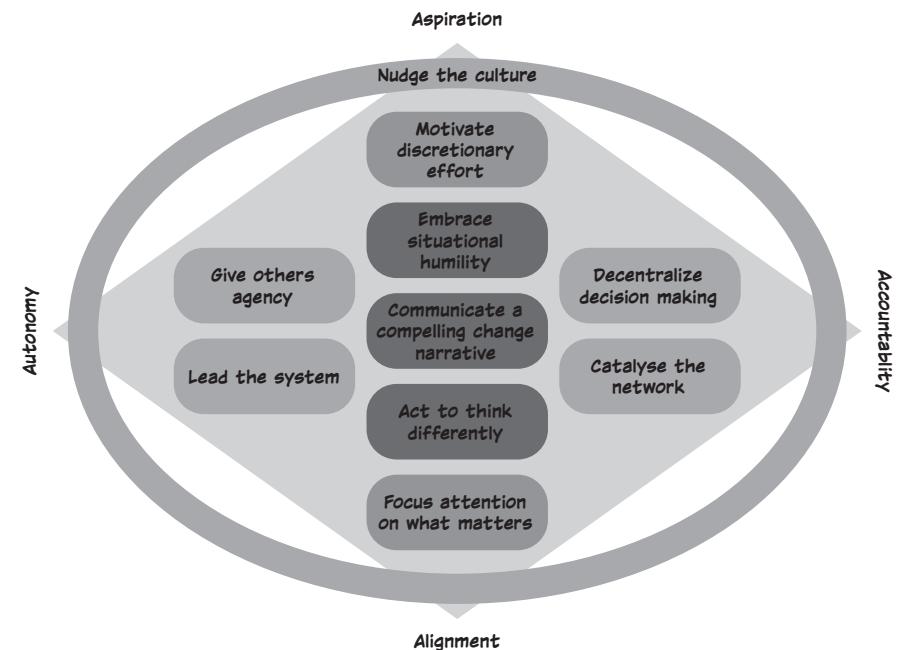 Aspiration
Nudge the culture
Motivate
discretionary
effort
Embrace
situational
humility
Give others
agency
Decentralize
decision making
Communicate a
compelling change
narrative
Autonomy
Accountablity
Lead the system
Catalyse the
network
Act to think
differently
Focus attention
on what matters
Alignment